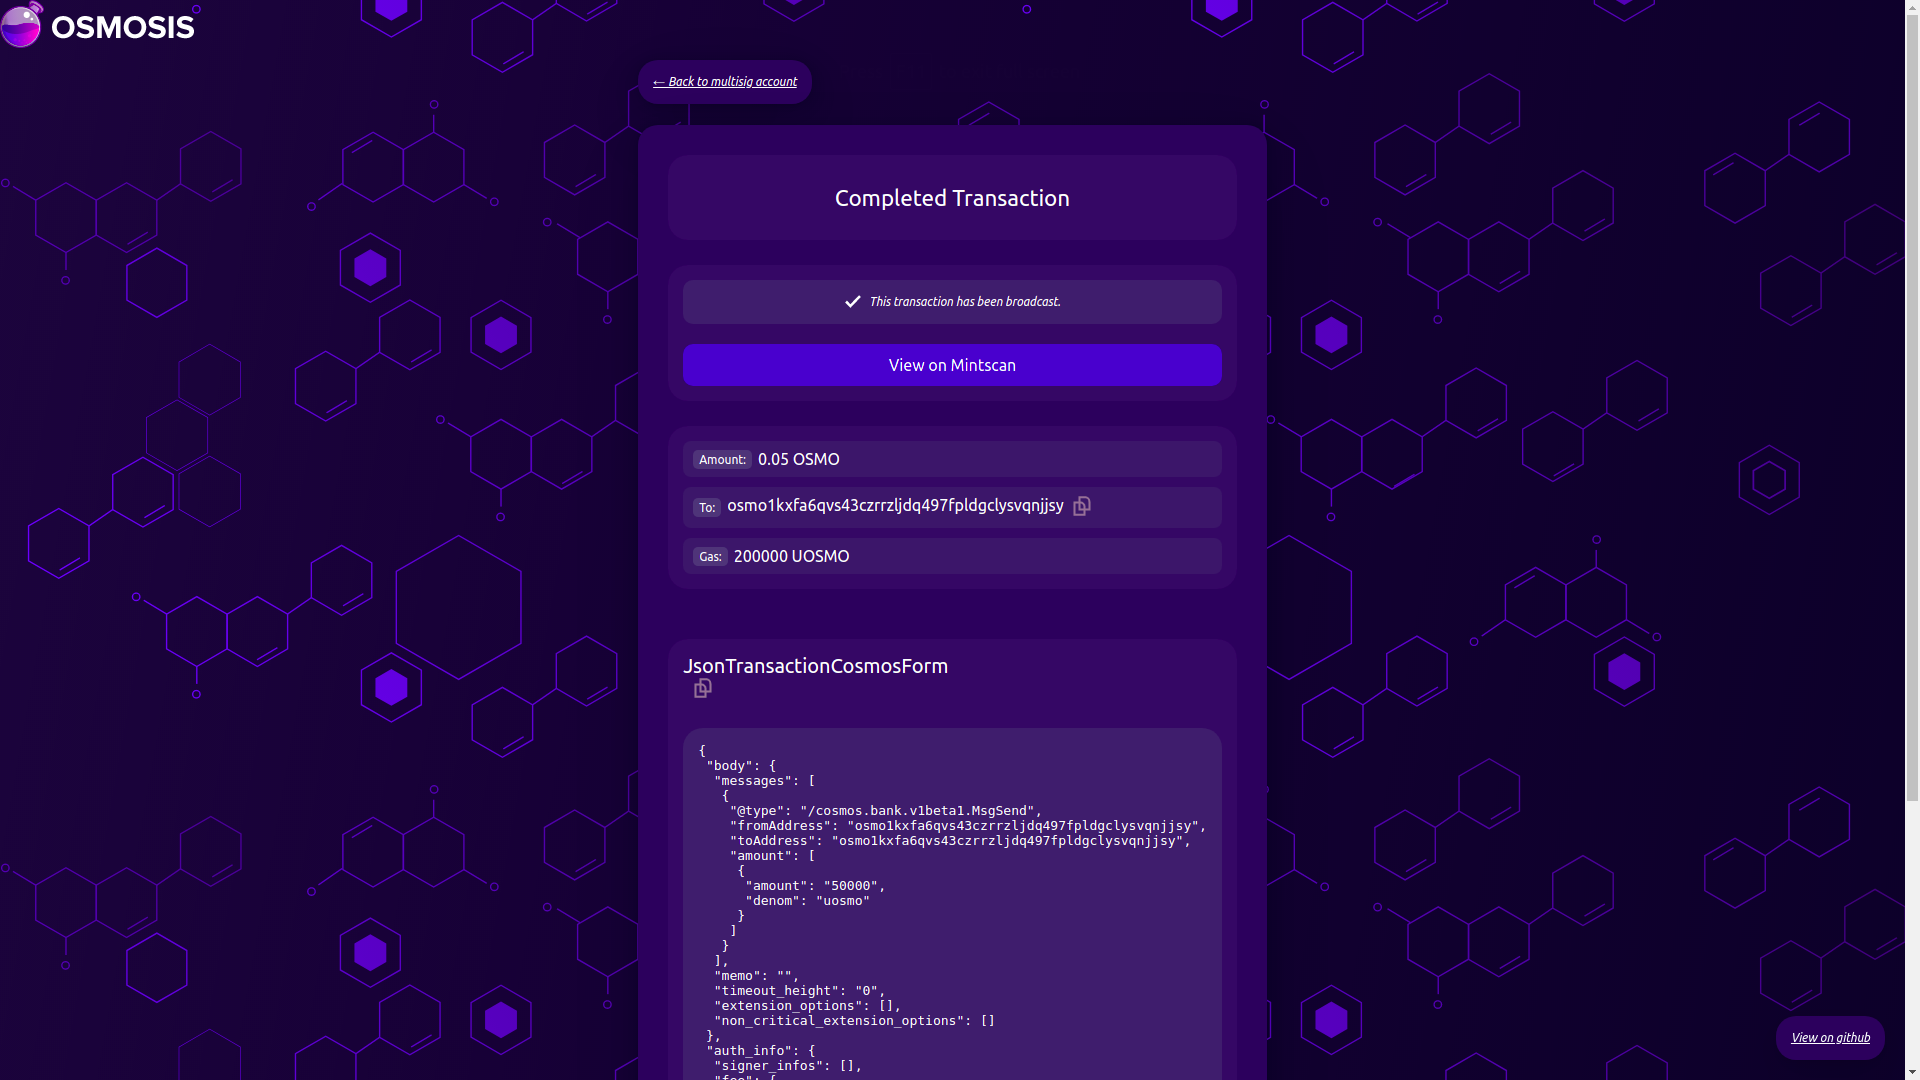 OSMOSIS
← Back to multisig account
Completed Transaction
This transaction has been broadcast.
View on Mintscan
Amount: 0.05 OSMO
To: osmo1kxfa6qvs43czrrzljdq497fpldgclysvqnjjsy
Gas: 200000 UOSMO
JsonTransactionCosmosForm
{
"body": {
"messages": [
{
"@type": "/cosmos.bank.v1beta1.MsgSend",
"fromAddress": "osmo1kxfa6qvs43czrrzljdq497fpldgclysvqnjjsy",
"toAddress": "osmo1kxfa6qvs43czrrzljdq497fpldgclysvqnjjsy",
"amount": [
{
"amount": "50000",
"denom": "uosmo"
}
]
}
],
"memo": "",
"timeout_height": "0",
"extension_options": [],
"non_critical_extension_options": []
},
"auth_info": {
"signer_infos": [],
View on github